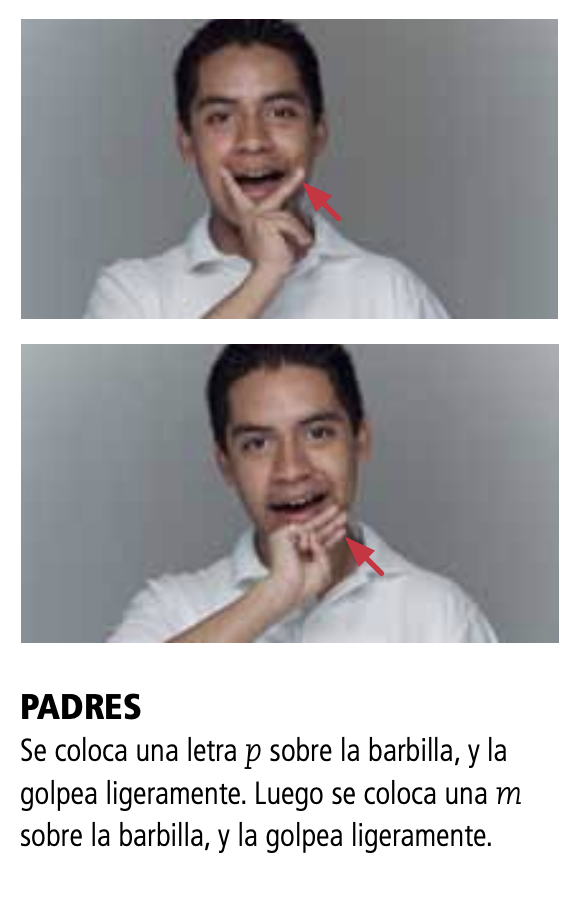 PADRES
Se coloca una letra p sobre la barbilla, y la
golpea ligeramente. Luego se coloca una m
sobre la barbilla, y la golpea ligeramente.